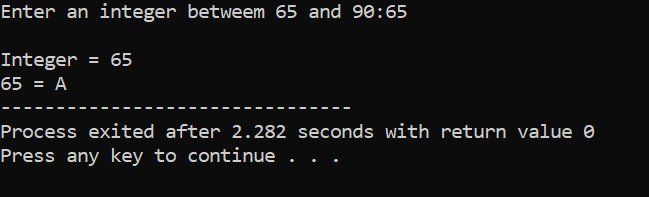 Enter an integer betweem 65 and 90:65
Integer = 65
65 = A
--------------------------------
Process exited after 2.282 seconds with return value 0
Press any key to continue . . .